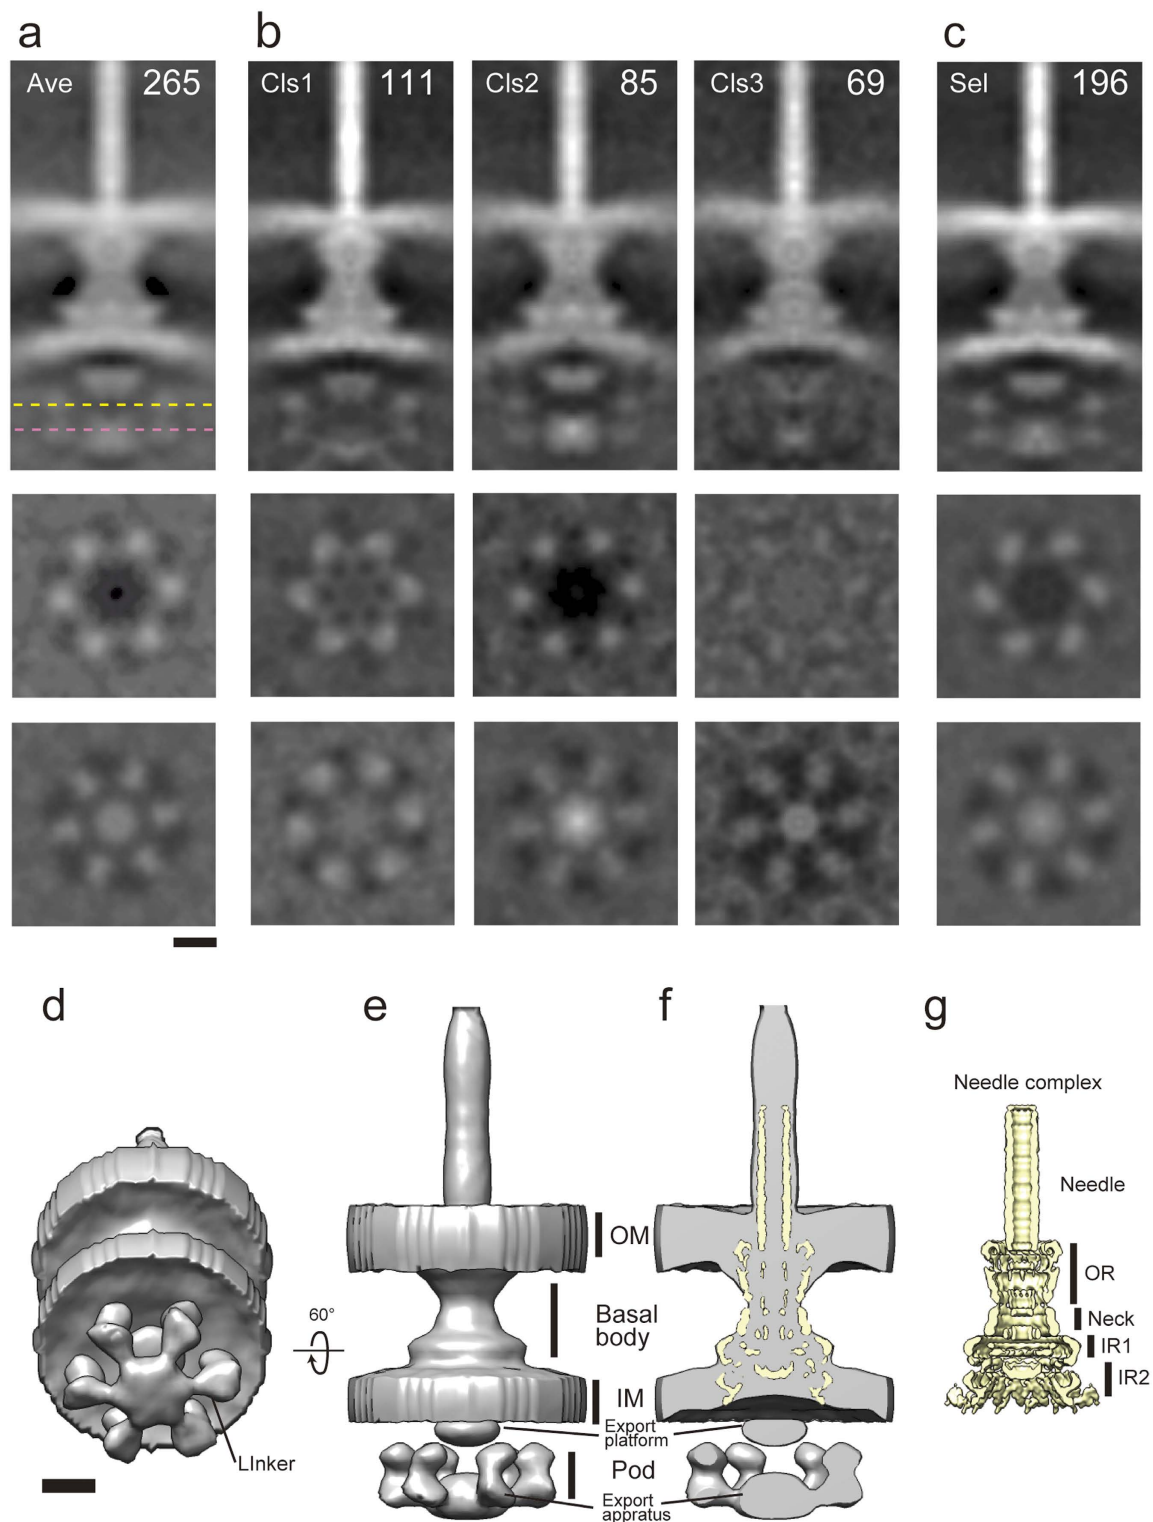 a
b
c
Ave 265
Cls1 111
Cls2 85
Cls3 69
Sel 196
d
e
f
g
Needle complex
Needle
OM
OR
60°
Basal
body
Neck
IR1
IM
IR2
Export
platform
LInker
Pod
Export
appratus